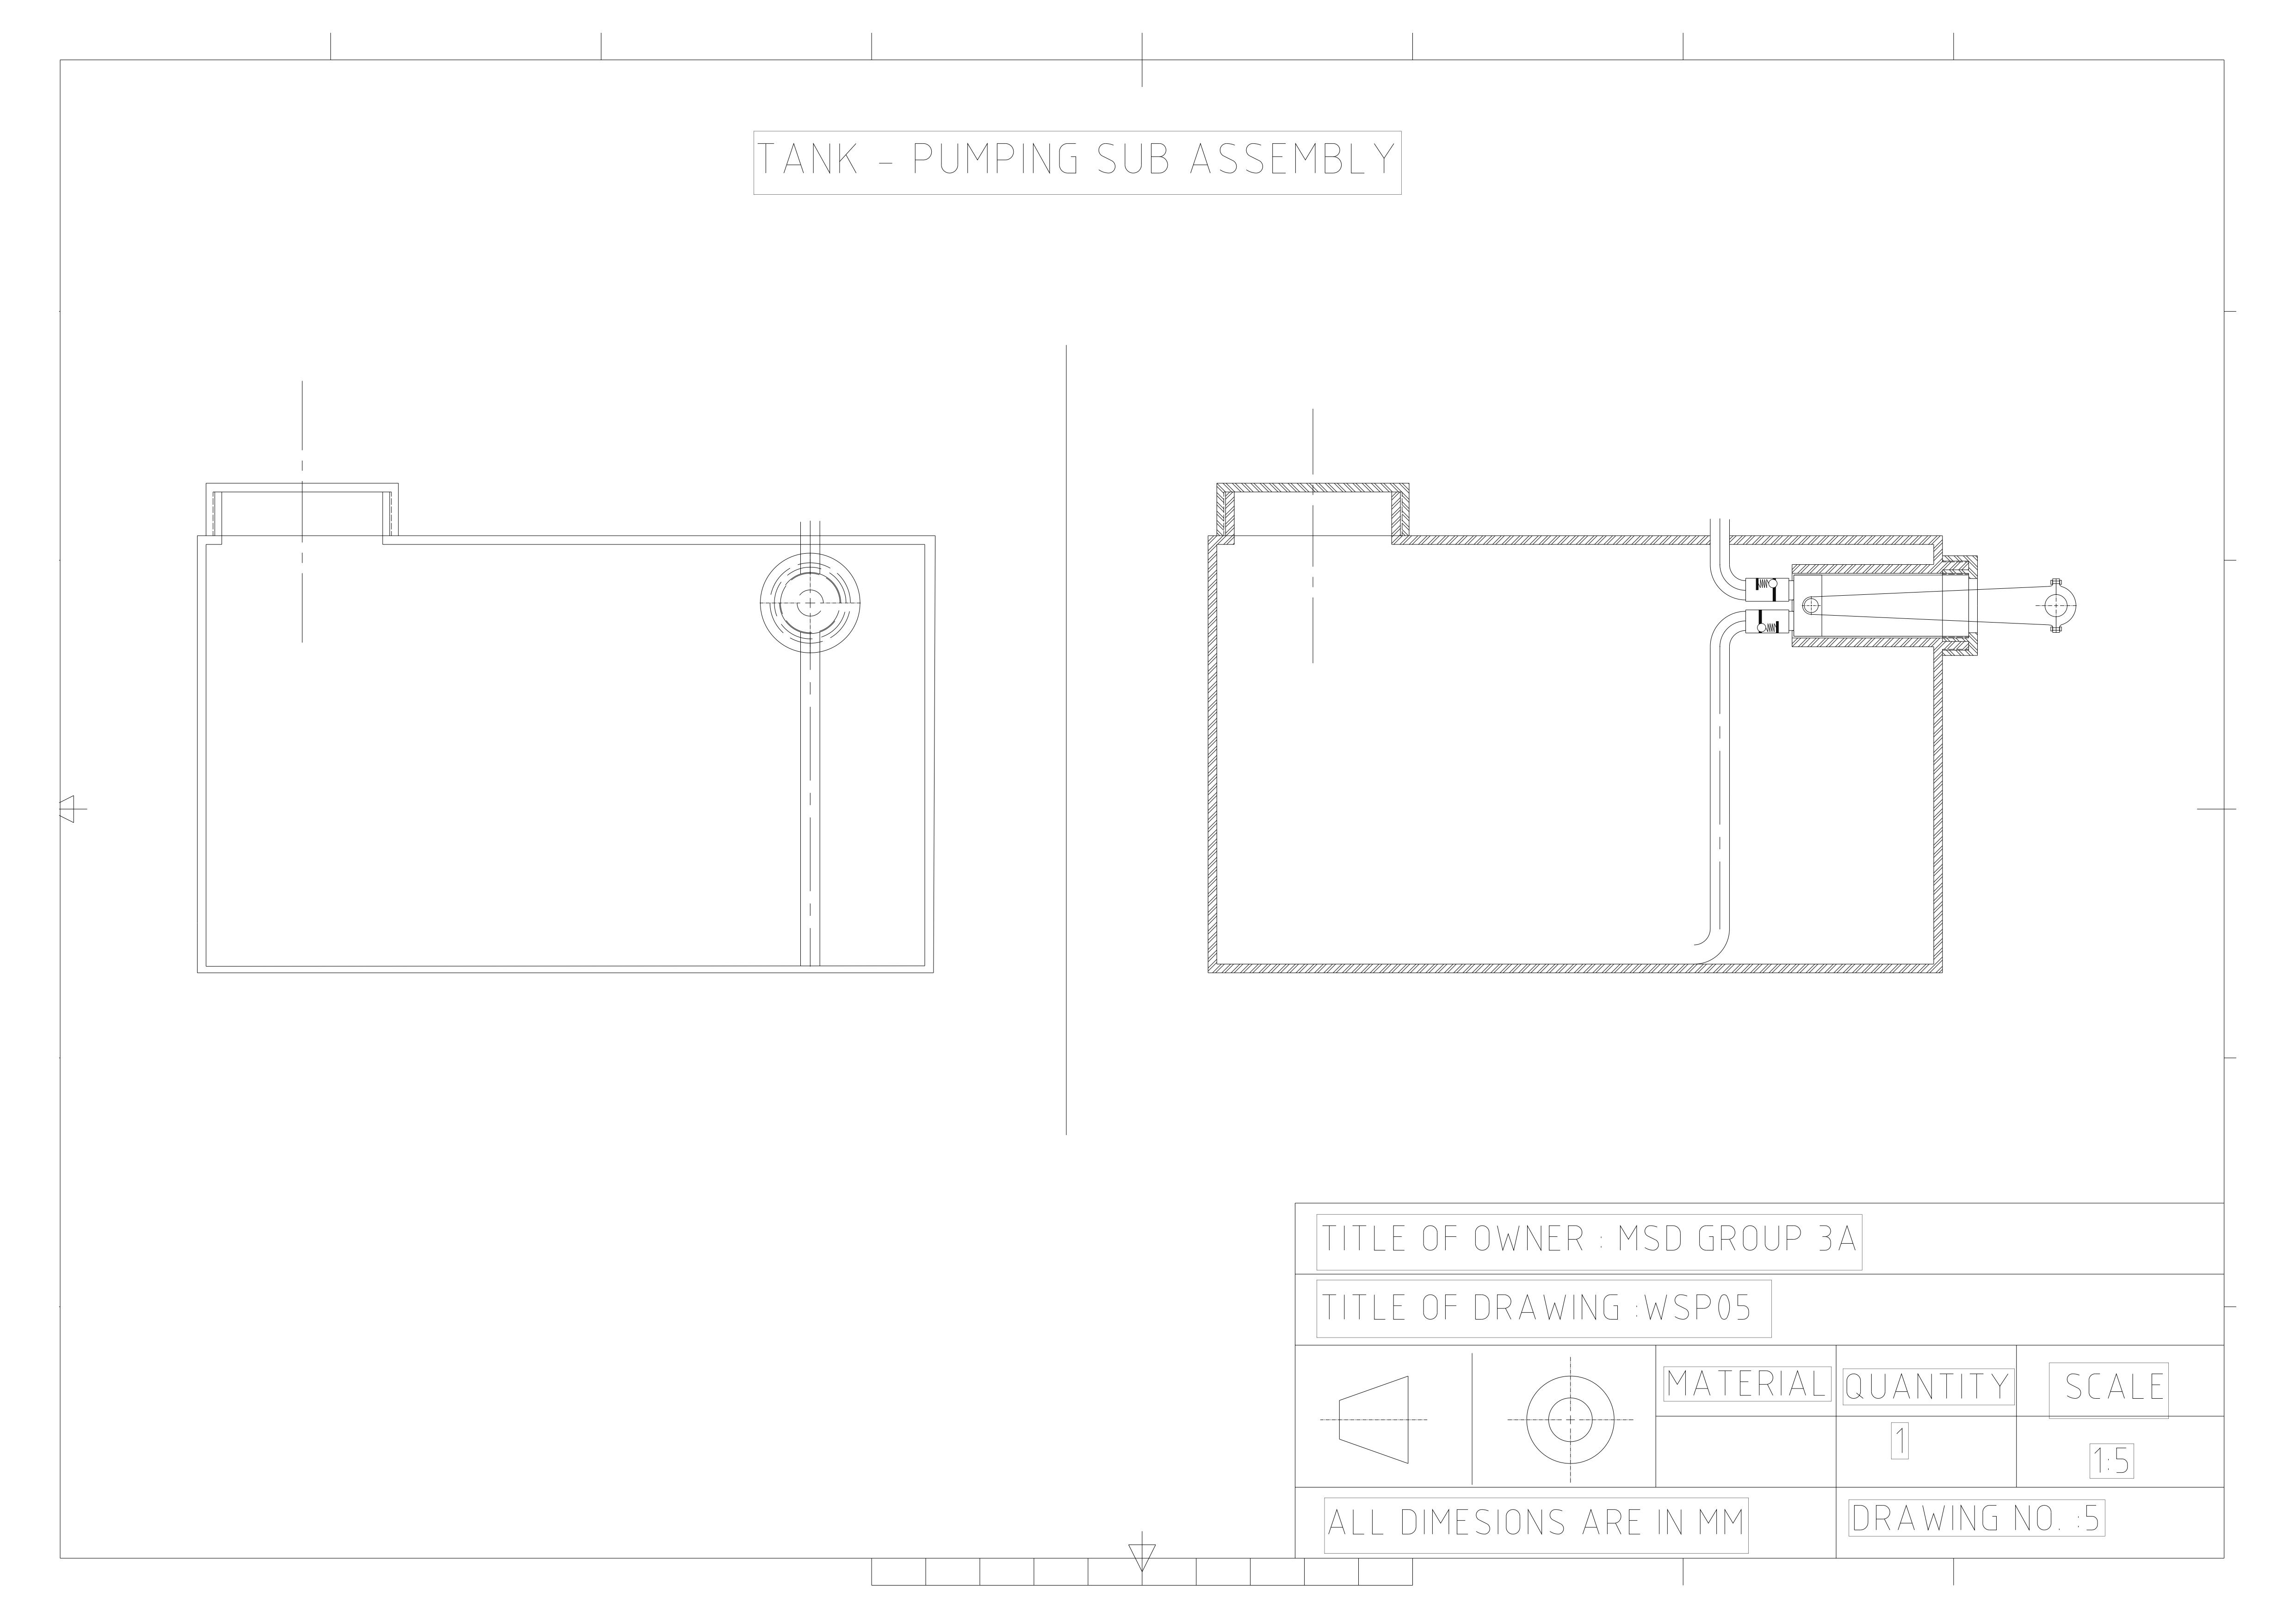 TANK - PUMPING SUB ASSEMBLY
TITLE OF OWNER : MSD GROUP 3A
TITLE OF DRAWING :WSP05
MATERIAL QUANTITY SCALE
1 1:5
ALL DIMESIONS ARE IN MM DRAWING NO. :5